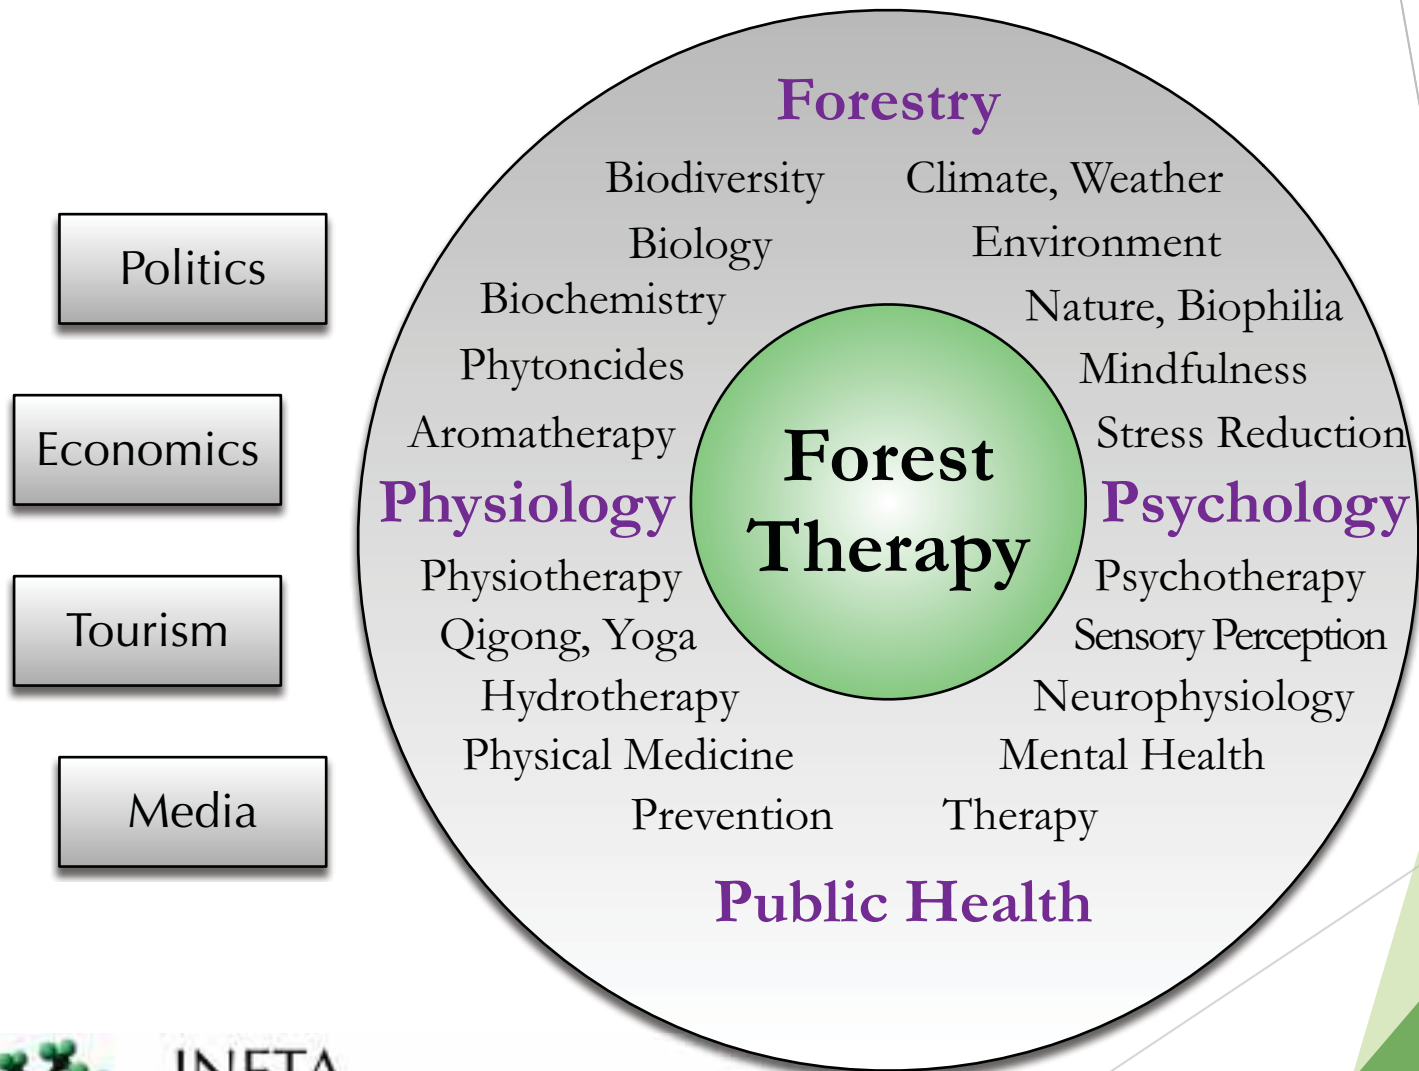 Politics
Economics
Tourism
Media
Forestry
Biodiversity Climate, Weather
Biology Environment
Biochemistry Nature, Biophilia
Phytoncides Mindfulness
Aromatherapy Stress Reduction
Physiology Psychology
Forest
Therapy
Physiotherapy Psychotherapy
Qigong, Yoga Sensory Perception
Hydrotherapy Neurophysiology
Physical Medicine Mental Health
Prevention Therapy
Public Health
INFTA